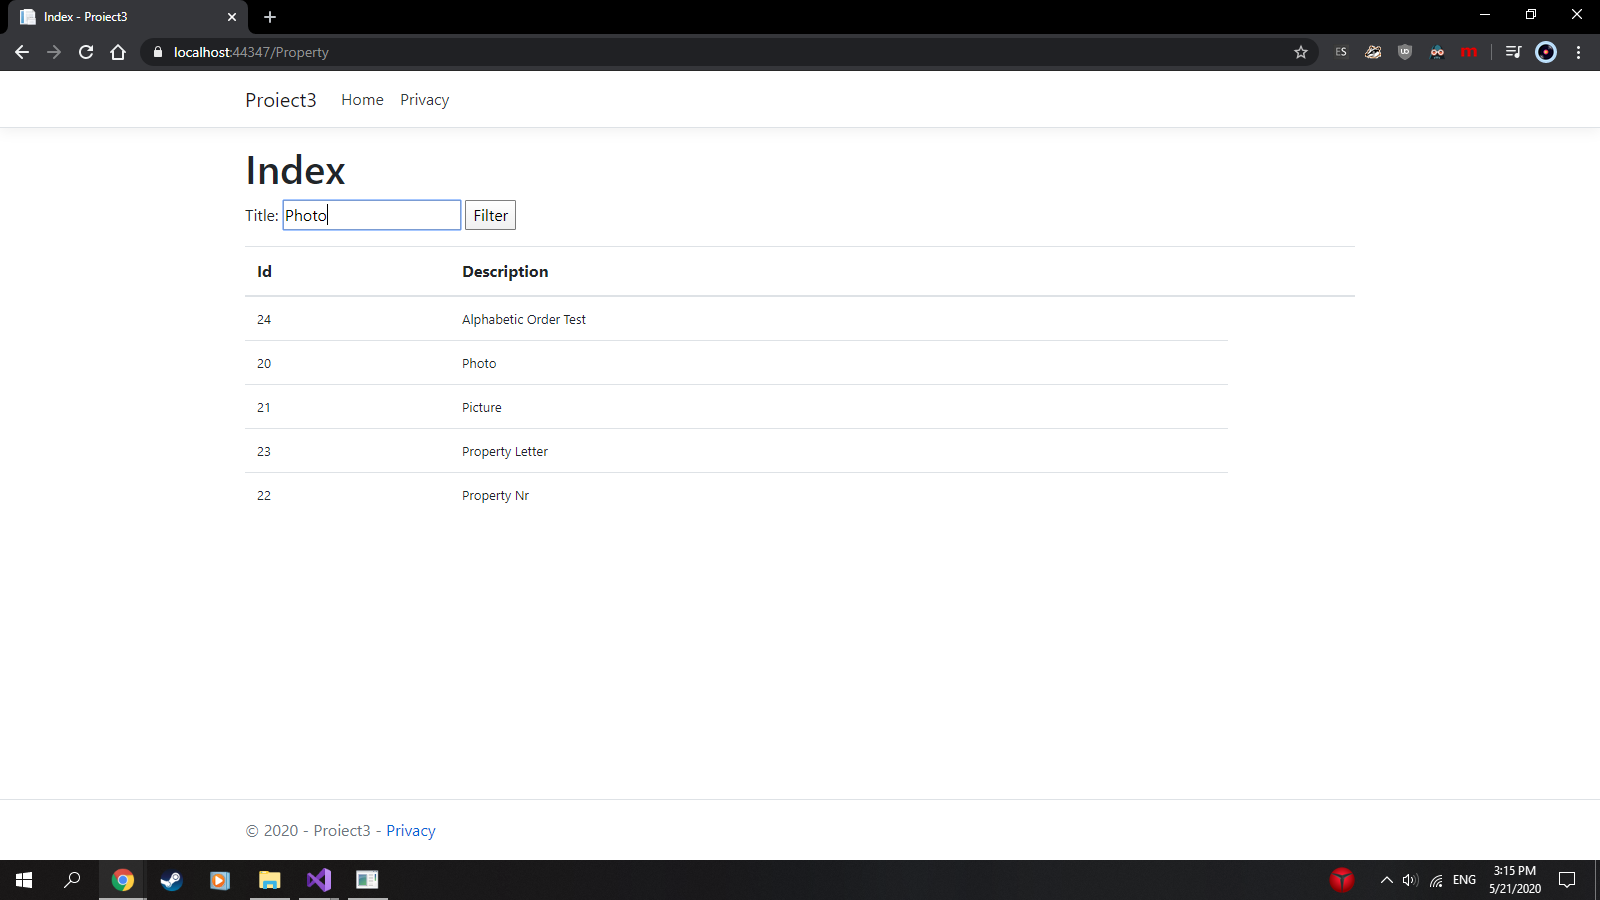 Index - Proiect3
localhost:44347/Property
ES
UD
m
Proiect3 Home Privacy
Index
Title: Photo Filter
Id Description
24 Alphabetic Order Test
20 Photo
21 Picture
23 Property Letter
22 Property Nr
© 2020 - Proiect3 - Privacy
ENG
3:15 PM
5/21/2020